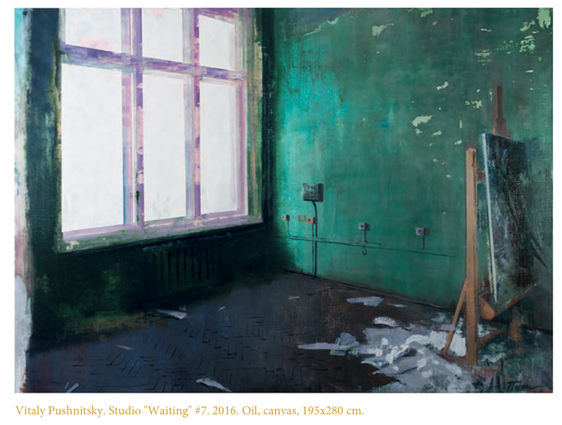 Vitaly Pushnitsky. Studio "Waiting" #7. 2016. Oil, canvas, 195x280 cm.